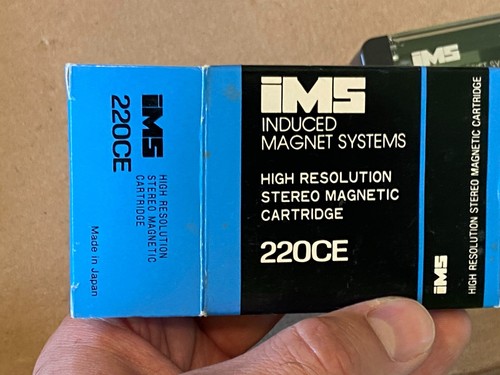 iMS
220CE
HIGH RESOLUTION
STEREO MAGNETIC
CARTRIDGE
Made in Japan
iMS
INDUCED
MAGNET SYSTEMS
HIGH RESOLUTION
STEREO MAGNETIC
CARTRIDGE
220CE
iMS
HIGH RESOLUTION STEREO MAGNETIC CARTRIDGE
iMS